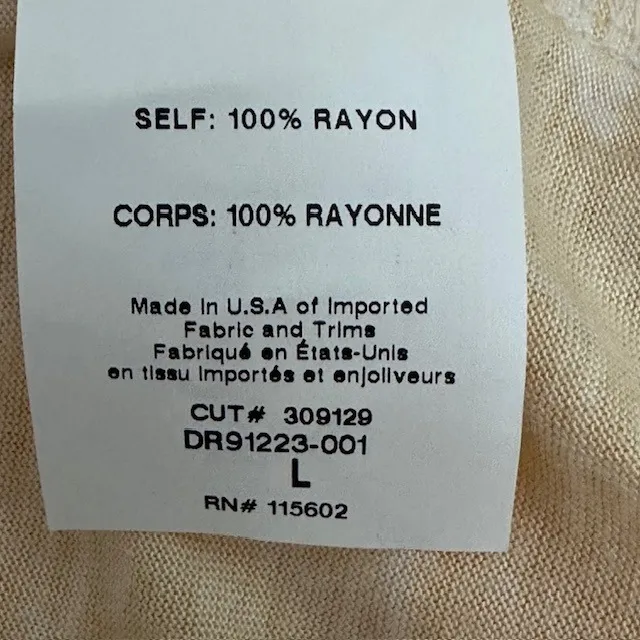 SELF: 100% RAYON
CORPS: 100% RAYONNE
Made in U.S.A of Imported
Fabric and Trims
Fabriqué en États-Unis
en tissu importés et enjoliveurs
CUT# 309129
DR91223-001
L
RN# 115602